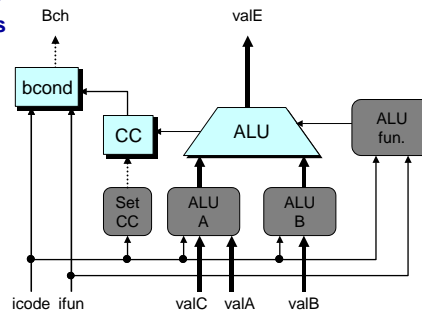 Bch valE
s
bcond
CC
ALU
ALU
fun.
Set
CC
ALU
A
ALU
B
icode ifun valC valA valB